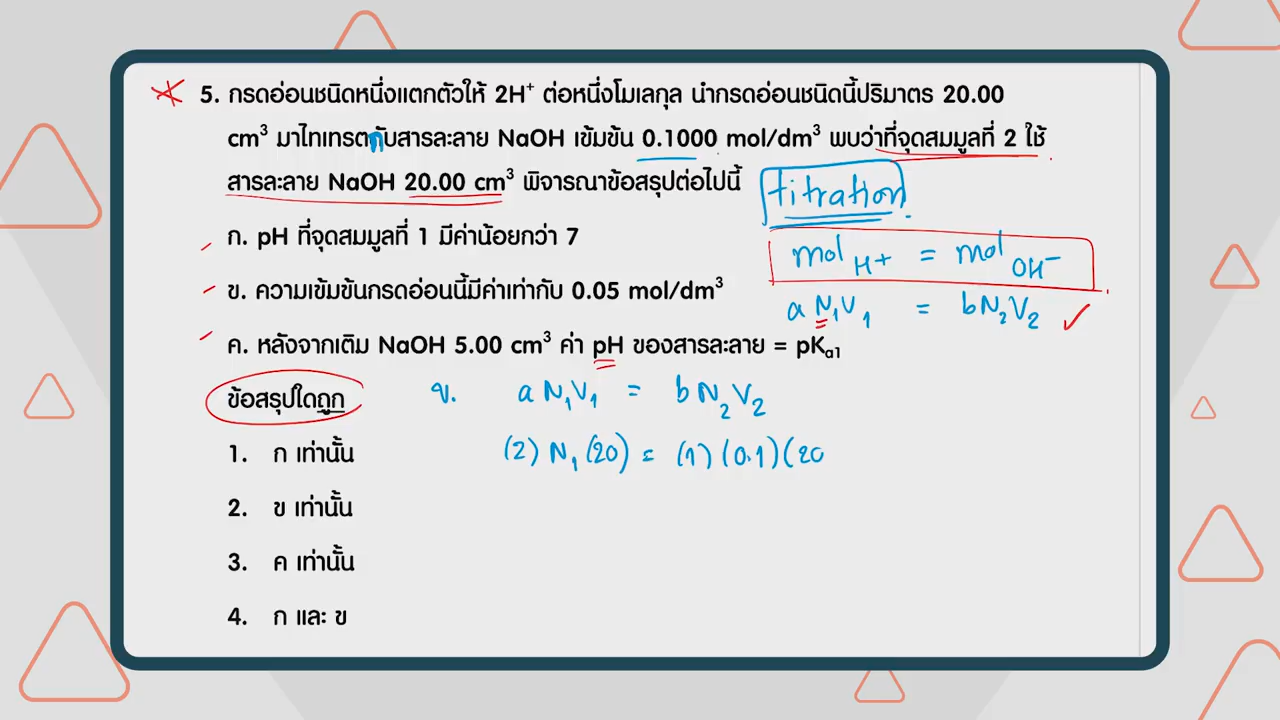 5. กรดอ่อนชนิดหนึ่งแตกตัวให้ 2H⁺ ต่อหนึ่งโมเลกุล นำกรดอ่อนชนิดนี้ปริมาตร 20.00
cm³ มาไทเทรตกับสารละลาย NaOH เข้มข้น 0.1000 mol/dm³ พบว่าที่จุดสมมูลที่ 2 ใช้
สารละลาย NaOH 20.00 cm³ พิจารณาข้อสรุปต่อไปนี้
titration
ก. pH ที่จุดสมมูลที่ 1 มีค่าน้อยกว่า 7
mol H+ = mol OH⁻
ข. ความเข้มข้นกรดอ่อนนี้มีค่าเท่ากับ 0.05 mol/dm³
a N₁V₁ = bN₂V₂
ค. หลังจากเติม NaOH 5.00 cm³ ค่า pH ของสารละลาย = pKa1
ข้อสรุปใดถูก
ข. a N₁V₁ = bN₂V₂
1. ก เท่านั้น
(2) N₁ (20) = (1) (0.1) (20
2. ข เท่านั้น
3. ค เท่านั้น
4. ก และ ข